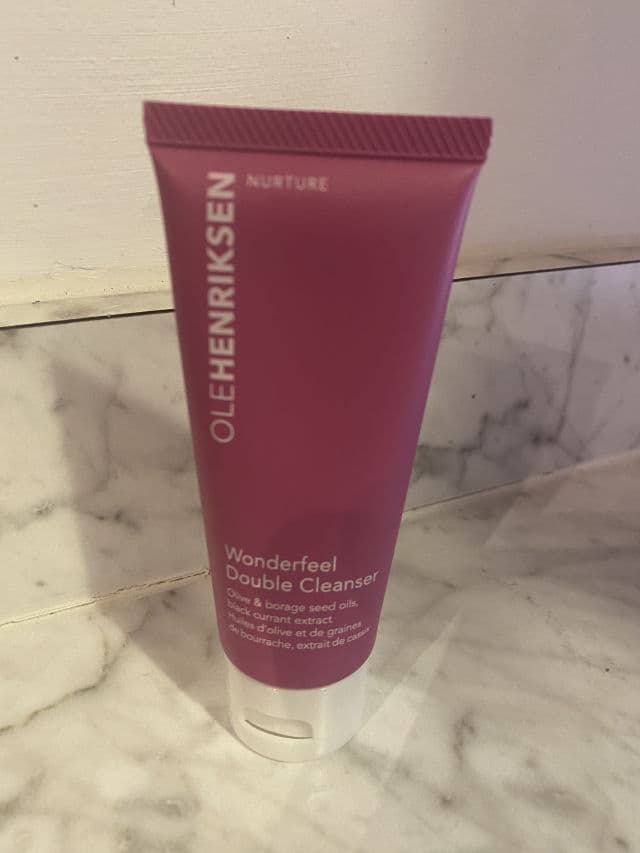 NURTURE
OLEHENRIKSEN
Wonderfeel
Double Cleanser
Olive & borage seed oils,
black currant extract
Huiles d'olive et de graines
de bourrache, extrait de cassis